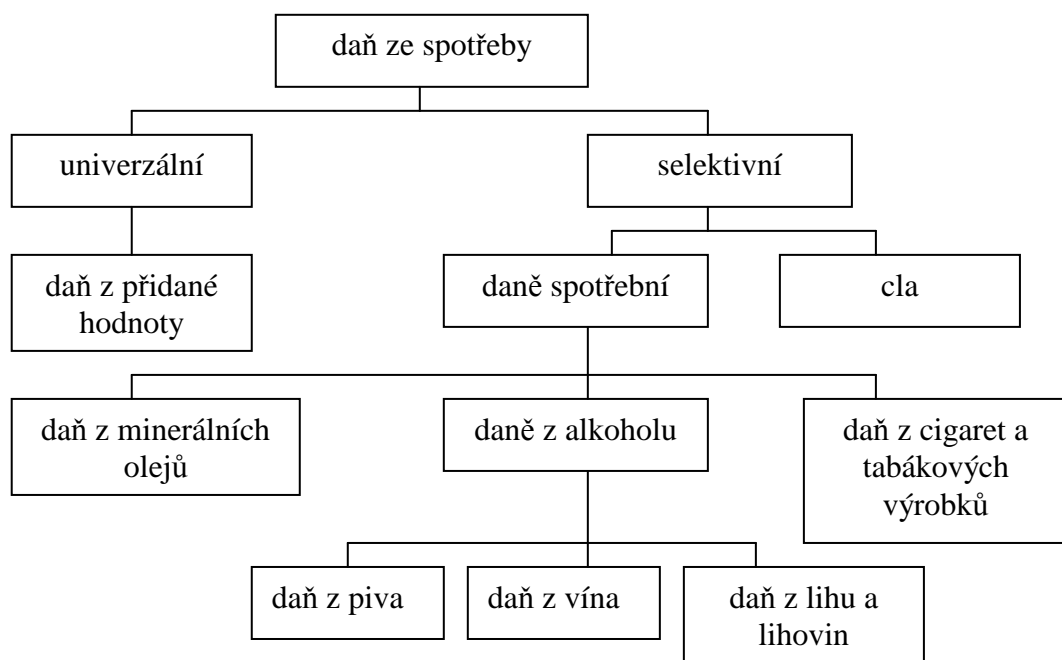 daň ze spotřeby
univerzální
selektivní
daň z přidané
hodnoty
daně spotřební
cla
daň z minerálních
olejů
daně z alkoholu
daň z cigaret a
tabákových
výrobků
daň z piva
daň z vína
daň z lihu a
lihovin